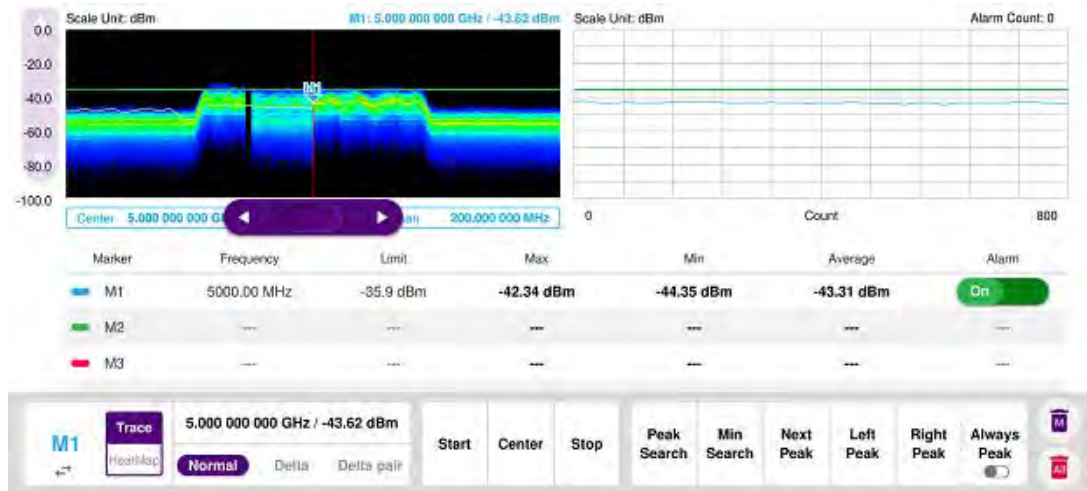 Scale Unit: dBm
M1: 5.000 000 000 GHz / -43.62 dBm
Scale Unit: dBm
Alarm Count: 0
0.0
-20.0
-40.0
-60.0
-80.0
-100.0
M1
Center 5.000 000 000 G
an 200.000 000 MHz
0 Count 800
Marker Frequency Limit Max Min Average Alarm
M1 5000.00 MHz -35.9 dBm -42.34 dBm -44.35 dBm -43.31 dBm On
M2 --- --- --- --- --- ---
M3 --- --- --- --- --- ---
M1
Trace
HeatMap
5.000 000 000 GHz / -43.62 dBm
Normal Delta Delta pair
Start
Center
Stop
Peak
Search
Min
Search
Next
Peak
Left
Peak
Right
Peak
Always
Peak
M
All